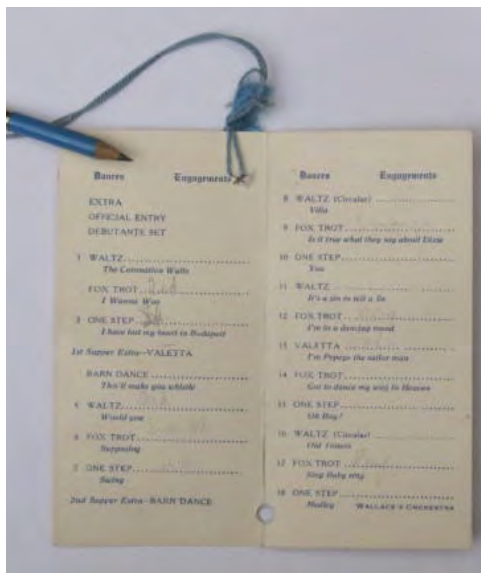 Dances Engagements
EXTRA
OFFICIAL ENTRY
DEBUTANTE SET
1 WALTZ
The Coronation Waltz
FOX TROT Dad
I Wanna Woo
3 ONE STEP
I have lost my heart in Budapest
1st Supper Extra--VALETTA
BARN DANCE
This'll make you whistle
5 WALTZ
Would you
6 FOX TROT
Supposing
7 ONE STEP
Swing
2nd Supper Extra--BARN DANCE
Dances Engagements
8 WALTZ (Circular)
Vilia
9 FOX TROT
Is it true what they say about Dixie
10 ONE STEP
You
11 WALTZ
It's a sin to tell a lie
12 FOX TROT
I'm in a dancing mood
13 VALETTA
I'm Popeye the sailor man
14 FOX TROT
Got to dance my way to Heaven
15 ONE STEP
Oh Boy!
16 WALTZ (Circular)
Old Timers
17 FOX TROT
Sing Baby sing
18 ONE STEP
Medley WALLACE'S ORCHESTRA